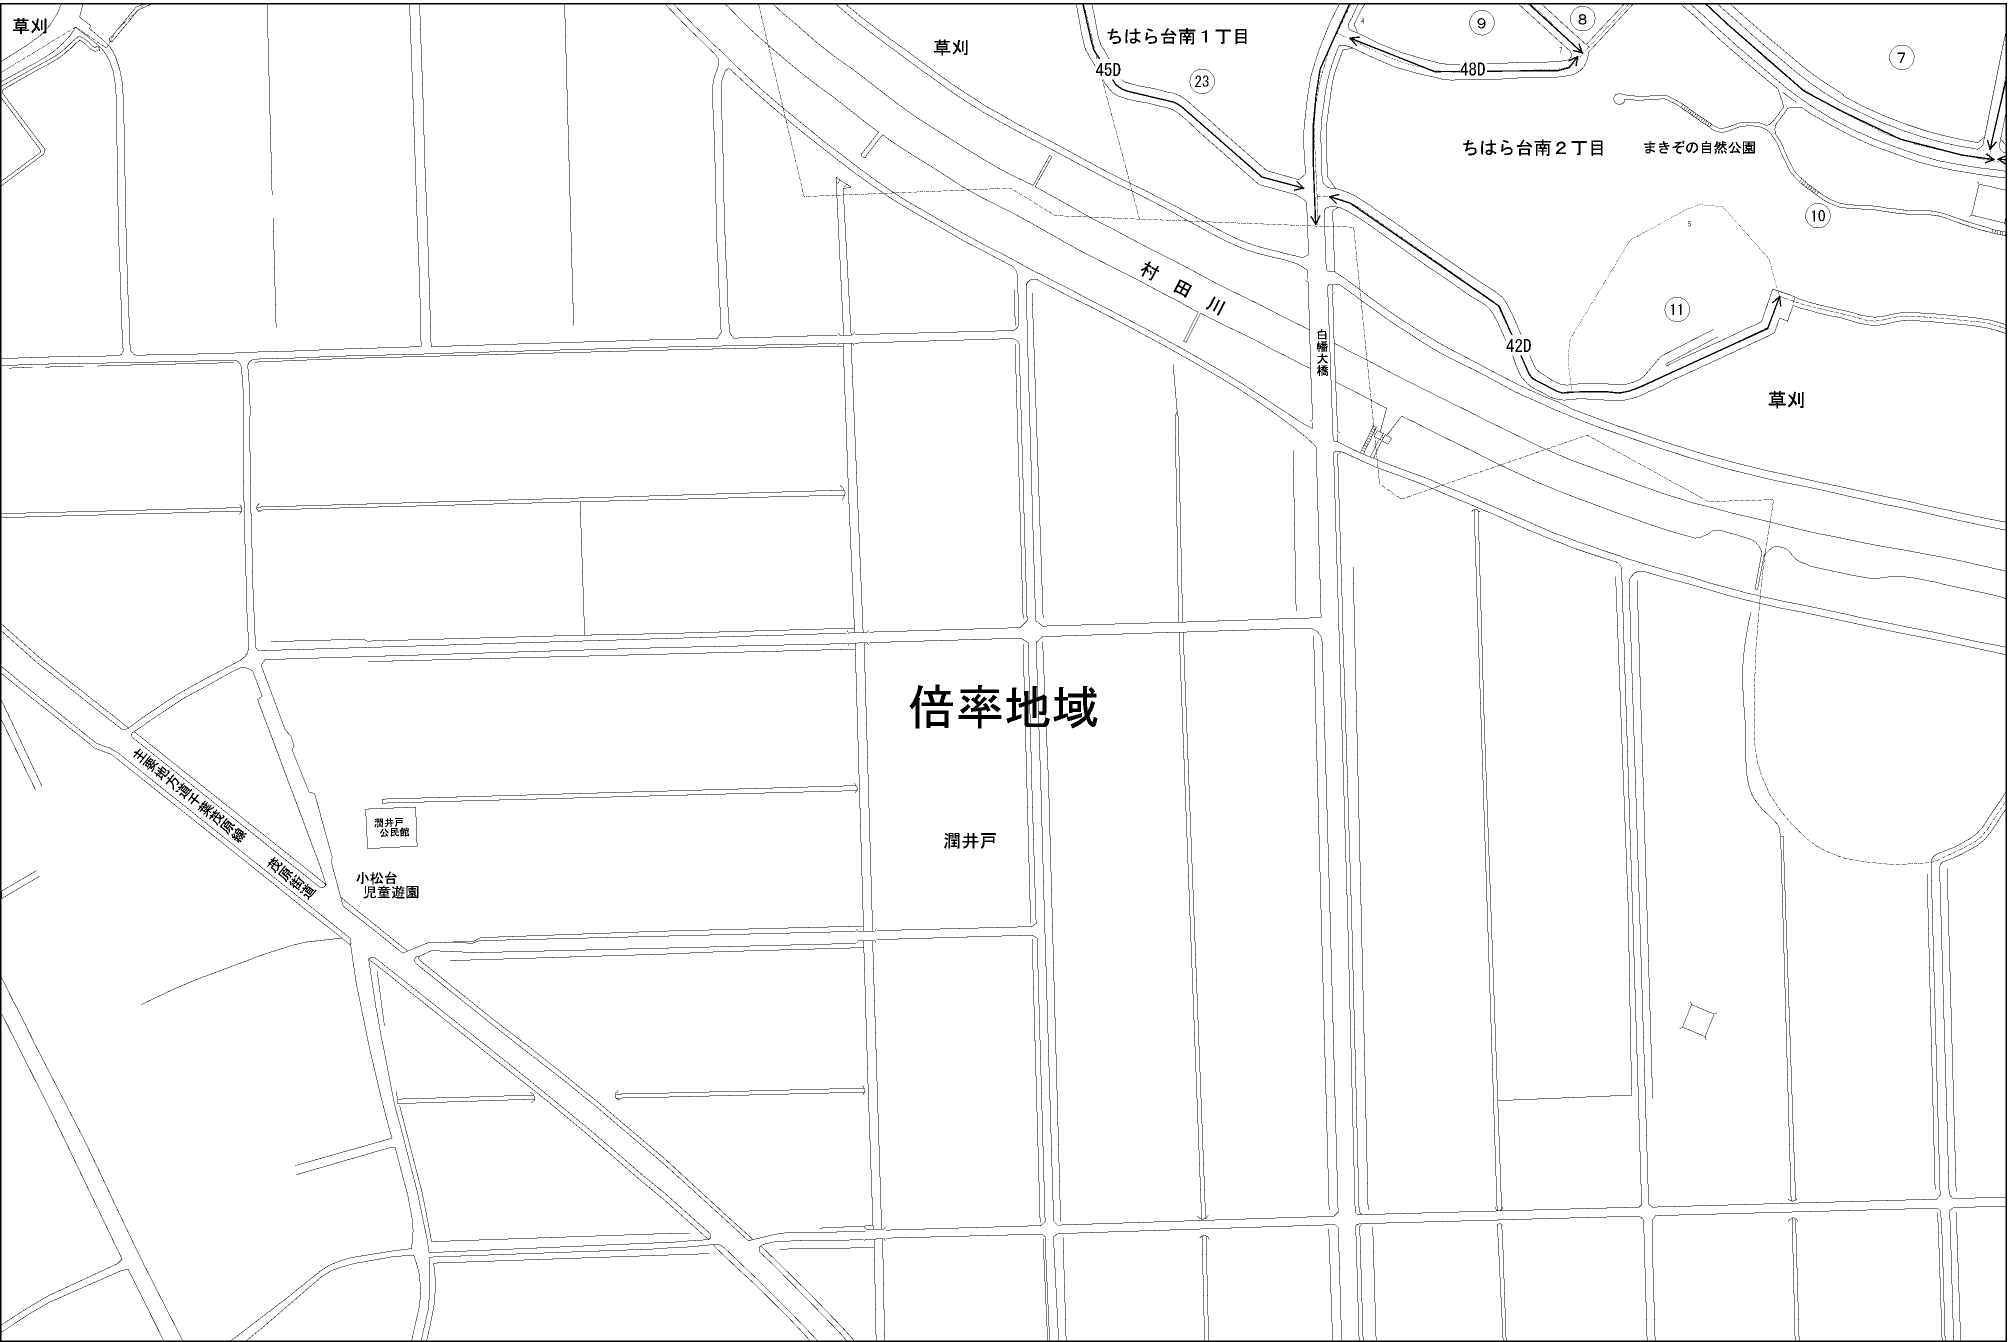 草刈
草刈
ちはら台南１丁目
23
45D
4
9
8
7
48D
7
ちはら台南２丁目
まきぞの自然公園
10
5
11
村田川
白幡大橋
42D
草刈
倍率地域
主要地方道千葉茂原線
茂原街道
潤井戸
公民館
潤井戸
小松台
児童遊園